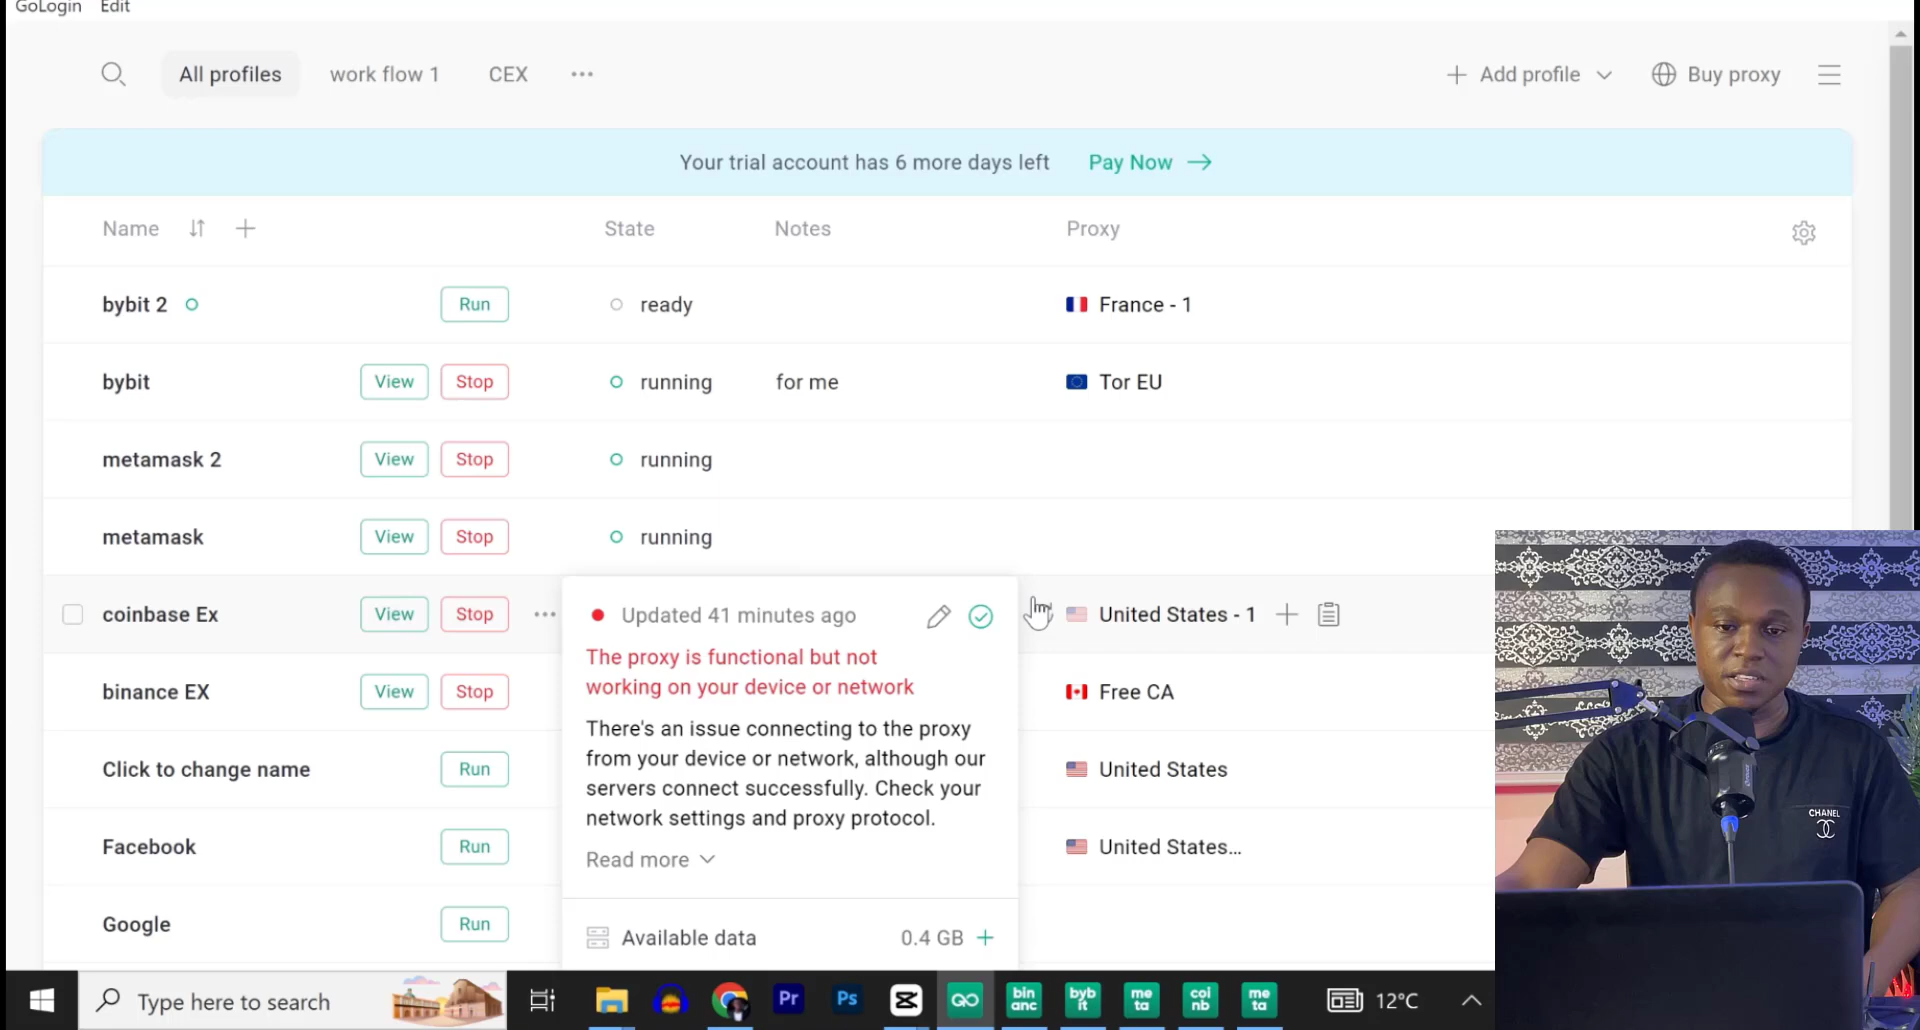 GoLogin Edit
All profiles work flow 1 CEX ··· + Add profile Buy proxy
Your trial account has 6 more days left Pay Now →
Name + State Notes Proxy
bybit 2 Run ready France - 1
bybit View Stop running for me Tor EU
metamask 2 View Stop running
metamask View Stop running
coinbase Ex View Stop ··· United States - 1 +
Updated 41 minutes ago
The proxy is functional but not
working on your device or network
There's an issue connecting to the proxy
from your device or network, although our
servers connect successfully. Check your
network settings and proxy protocol.
Read more
Available data 0.4 GB +
binance EX View Stop Free CA
Click to change name Run United States
Facebook Run United States...
Google Run
CHANEL
Type here to search
Pr
Ps
GO
bin
anc
byb
it
me
ta
coi
nb
me
ta
12°C